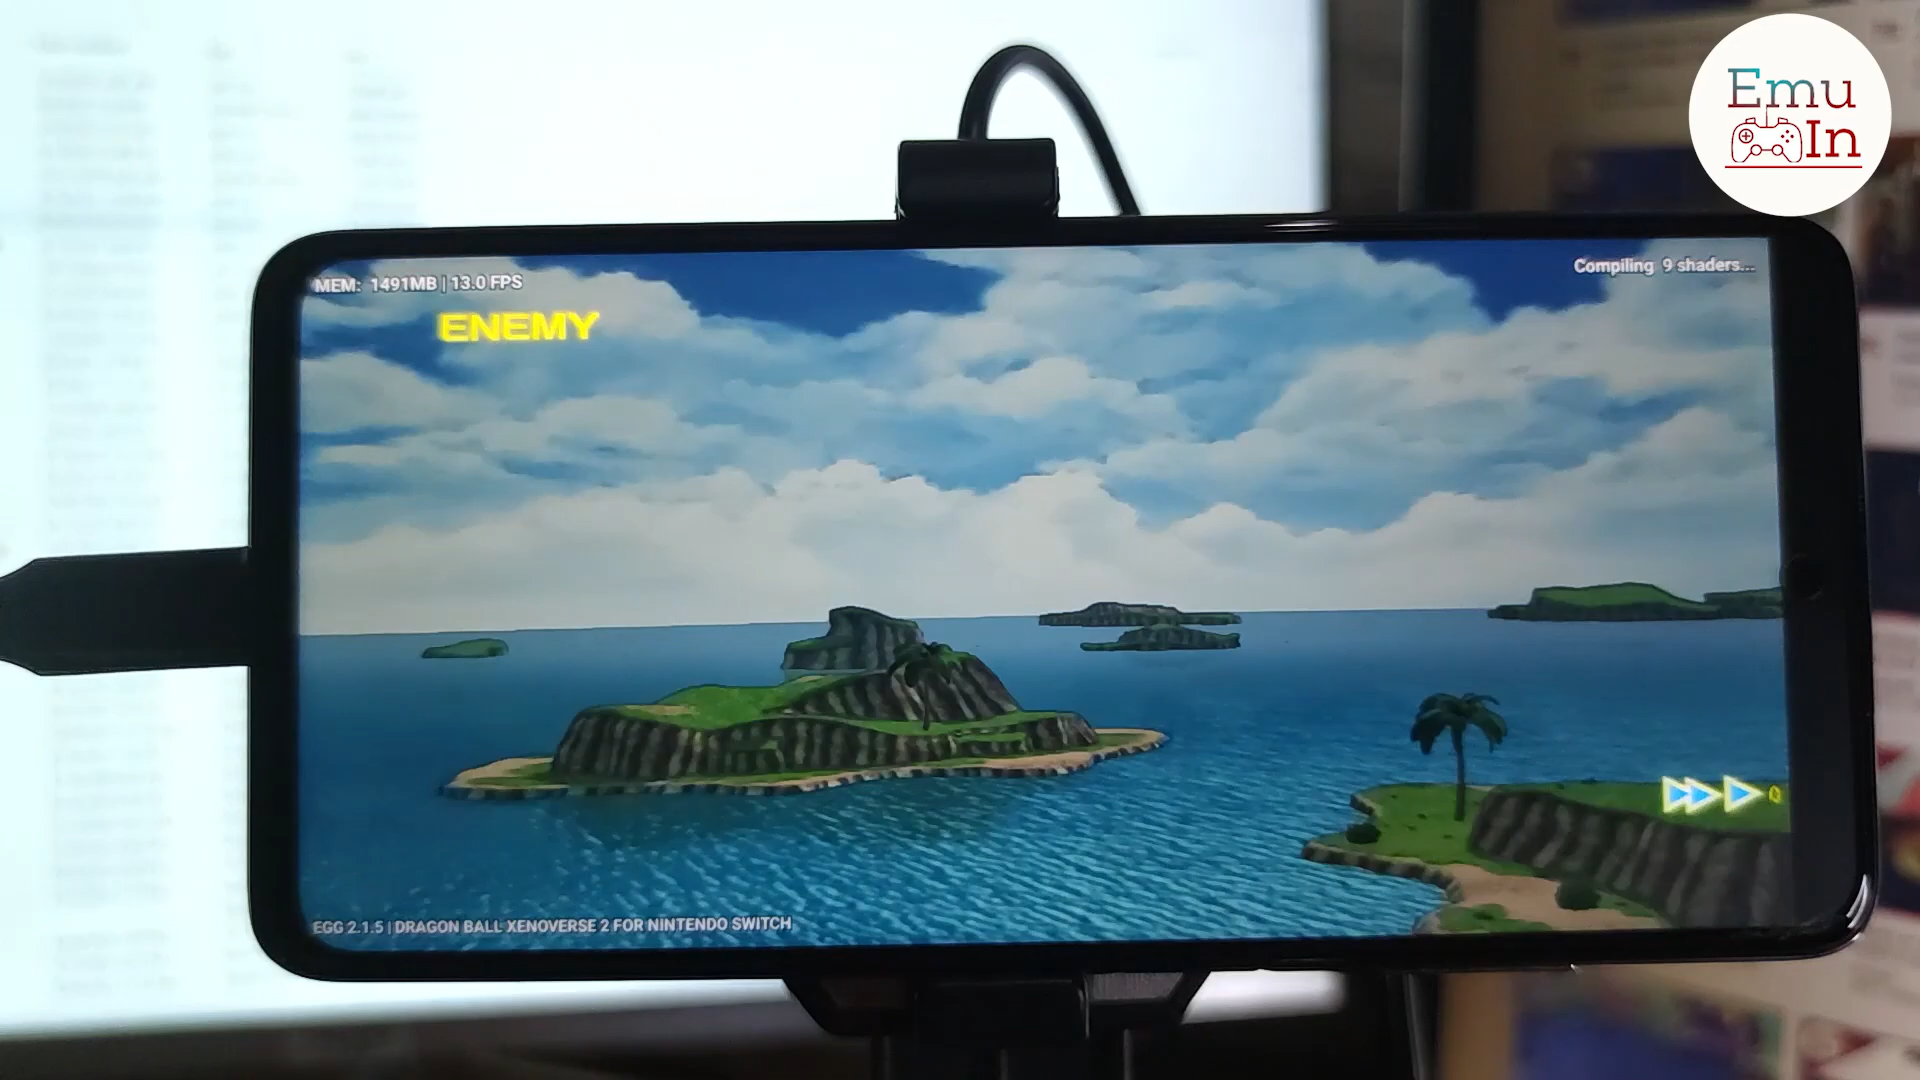 Emu
In
MEM: 1491MB | 13.0 FPS
Compiling 9 shaders...
ENEMY
EGG 2.1.5 | DRAGON BALL XENOVERSE 2 FOR NINTENDO SWITCH